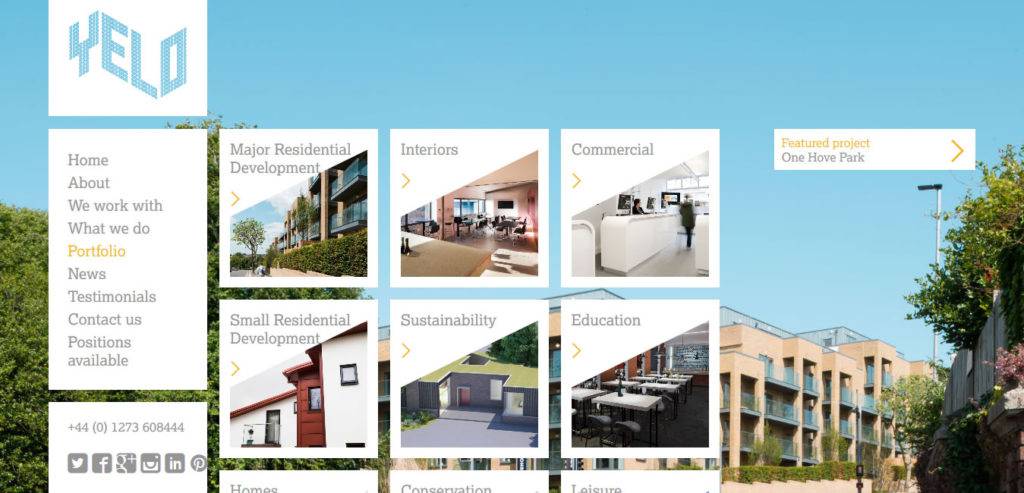 YELO
Home
About
We work with
What we do
Portfolio
News
Testimonials
Contact us
Positions
available
+44 (0) 1273 608444
Major Residential
Development
Interiors
Commercial
Featured project
One Hove Park
Small Residential
Development
Sustainability
Education
Homes
Conservation
Leisure